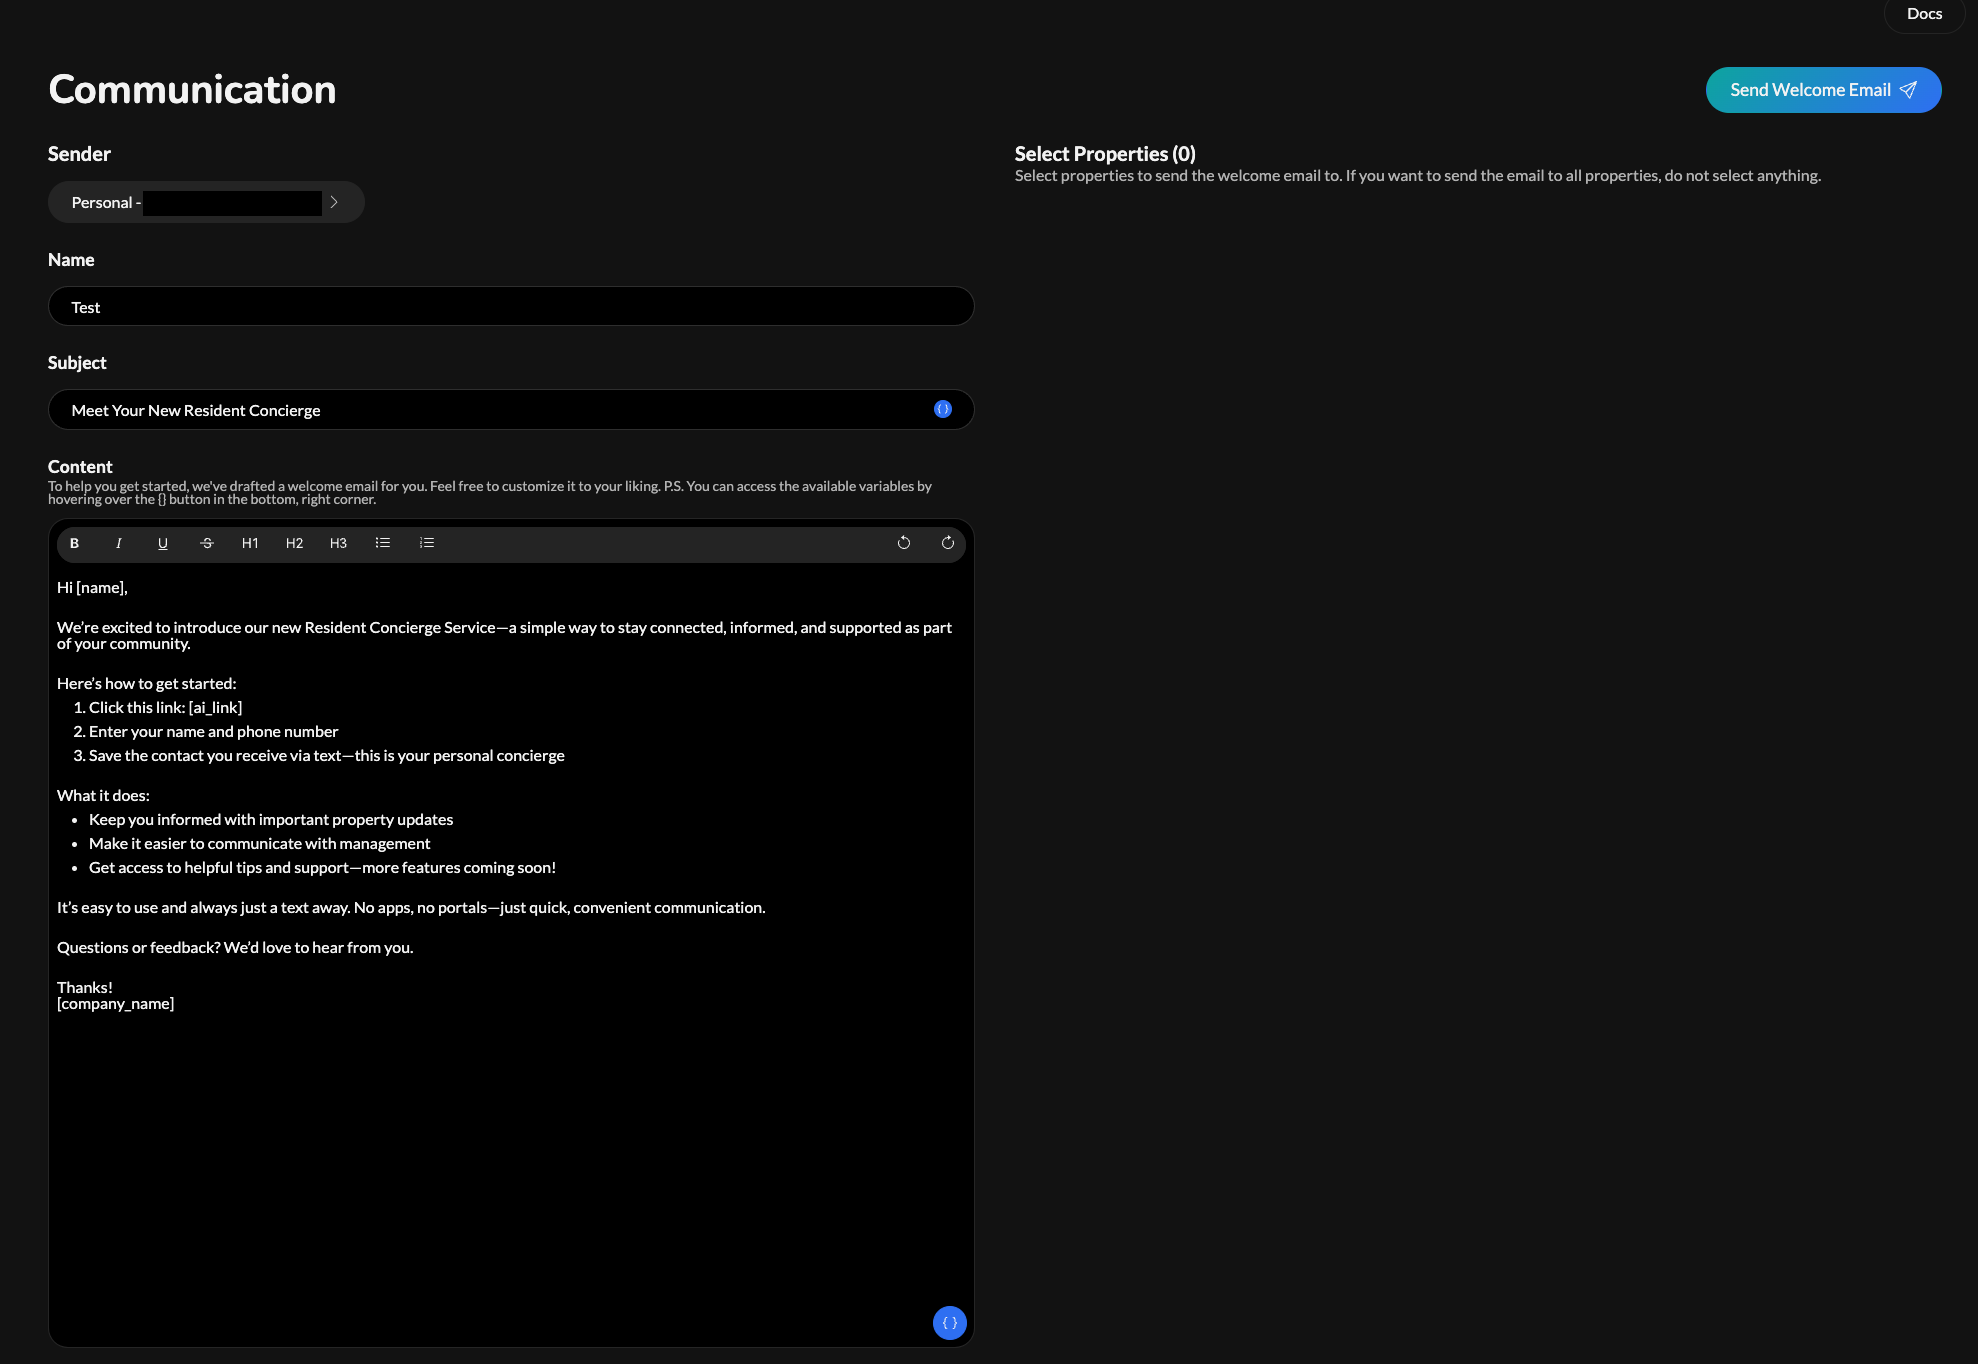 Docs
Communication
Send Welcome Email
Sender
Personal -
Name
Test
Subject
Meet Your New Resident Concierge
{}
Content
To help you get started, we've drafted a welcome email for you. Feel free to customize it to your liking. P.S. You can access the available variables by
hovering over the {} button in the bottom, right corner.
B I U S H1 H2 H3
Hi [name],
We’re excited to introduce our new Resident Concierge Service—a simple way to stay connected, informed, and supported as part
of your community.
Here’s how to get started:
1. Click this link: [ai_link]
2. Enter your name and phone number
3. Save the contact you receive via text—this is your personal concierge
What it does:
• Keep you informed with important property updates
• Make it easier to communicate with management
• Get access to helpful tips and support—more features coming soon!
It’s easy to use and always just a text away. No apps, no portals—just quick, convenient communication.
Questions or feedback? We’d love to hear from you.
Thanks!
[company_name]
{ }
Select Properties (0)
Select properties to send the welcome email to. If you want to send the email to all properties, do not select anything.